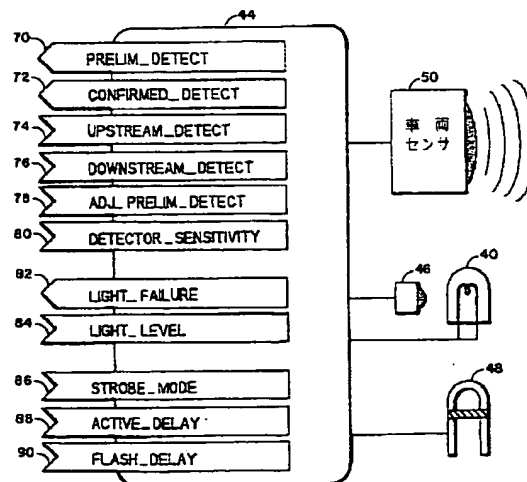 44
70
PRELIM_DETECT
72
CONFIRMED_DETECT
74
UPSTREAM_DETECT
76
DOWNSTREAM_DETECT
78
ADJ_PRELIM_DETECT
80
DETECTOR_SENSITIVITY
82
LIGHT_FAILURE
84
LIGHT_LEVEL
86
STROBE_MODE
88
ACTIVE_DELAY
90
FLASH_DELAY
50
車両
センサ
46
40
48